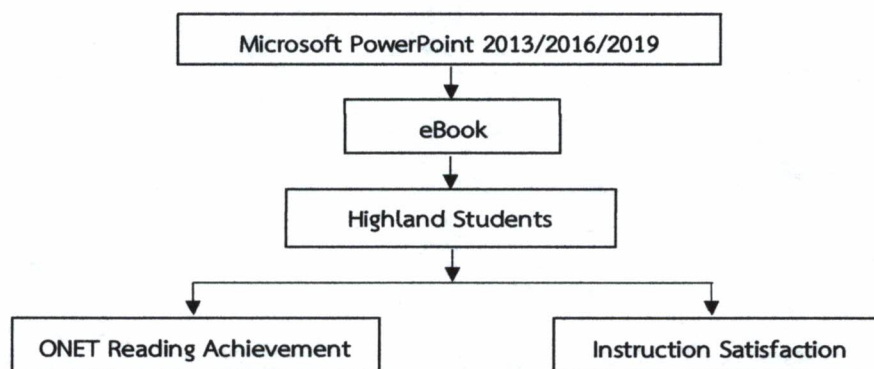 Microsoft PowerPoint 2013/2016/2019
eBook
Highland Students
ONET Reading Achievement
Instruction Satisfaction